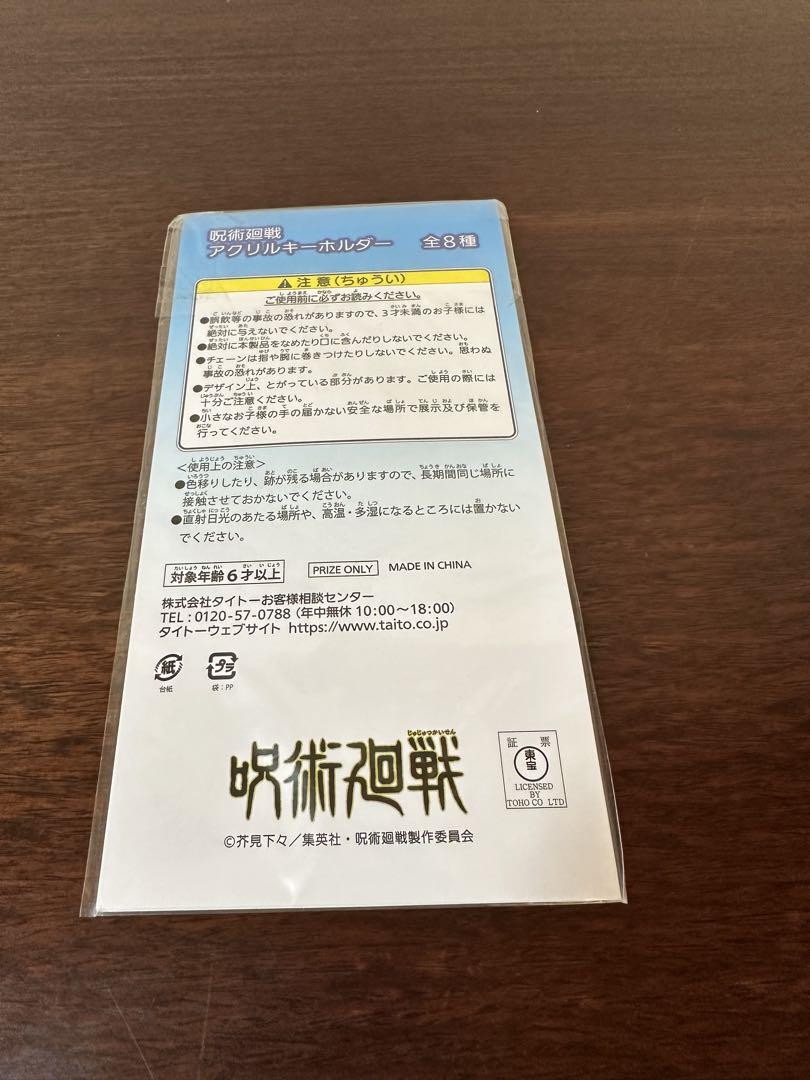 呪術廻戦
アクリルキーホルダー 全8種
注意(ちゅうい)
ご使用前に必ずお読みください。
●誤飲等の事故の恐れがありますので、3才未満のお子様には
絶対に与えないでください。
●絶対に本製品をなめたり口に含んだりしないでください。
●チェーンは指や腕に巻きつけたりしないでください。思わぬ
事故の恐れがあります。
●デザイン上、とがっている部分があります。ご使用の際には
十分ご注意ください。
●小さなお子様の手の届かない安全な場所で展示及び保管を
行ってください。
<使用上の注意>
●色移りしたり、跡が残る場合がありますので、長期間同じ場所に
接触させておかないでください。
●直射日光のあたる場所や、高温・多湿になるところには置かない
でください。
対象年齢6才以上 PRIZE ONLY MADE IN CHINA
株式会社タイトーお客様相談センター
TEL : 0120-57-0788 (年中無休 10:00～18:00)
タイトーウェブサイト https://www.taito.co.jp
紙 プラ
台紙 袋:PP
じゅじゅつかいせん
呪術廻戦
証票
東宝
LICENSED
BY
TOHO CO LTD
©芥見下々／集英社・呪術廻戦製作委員会